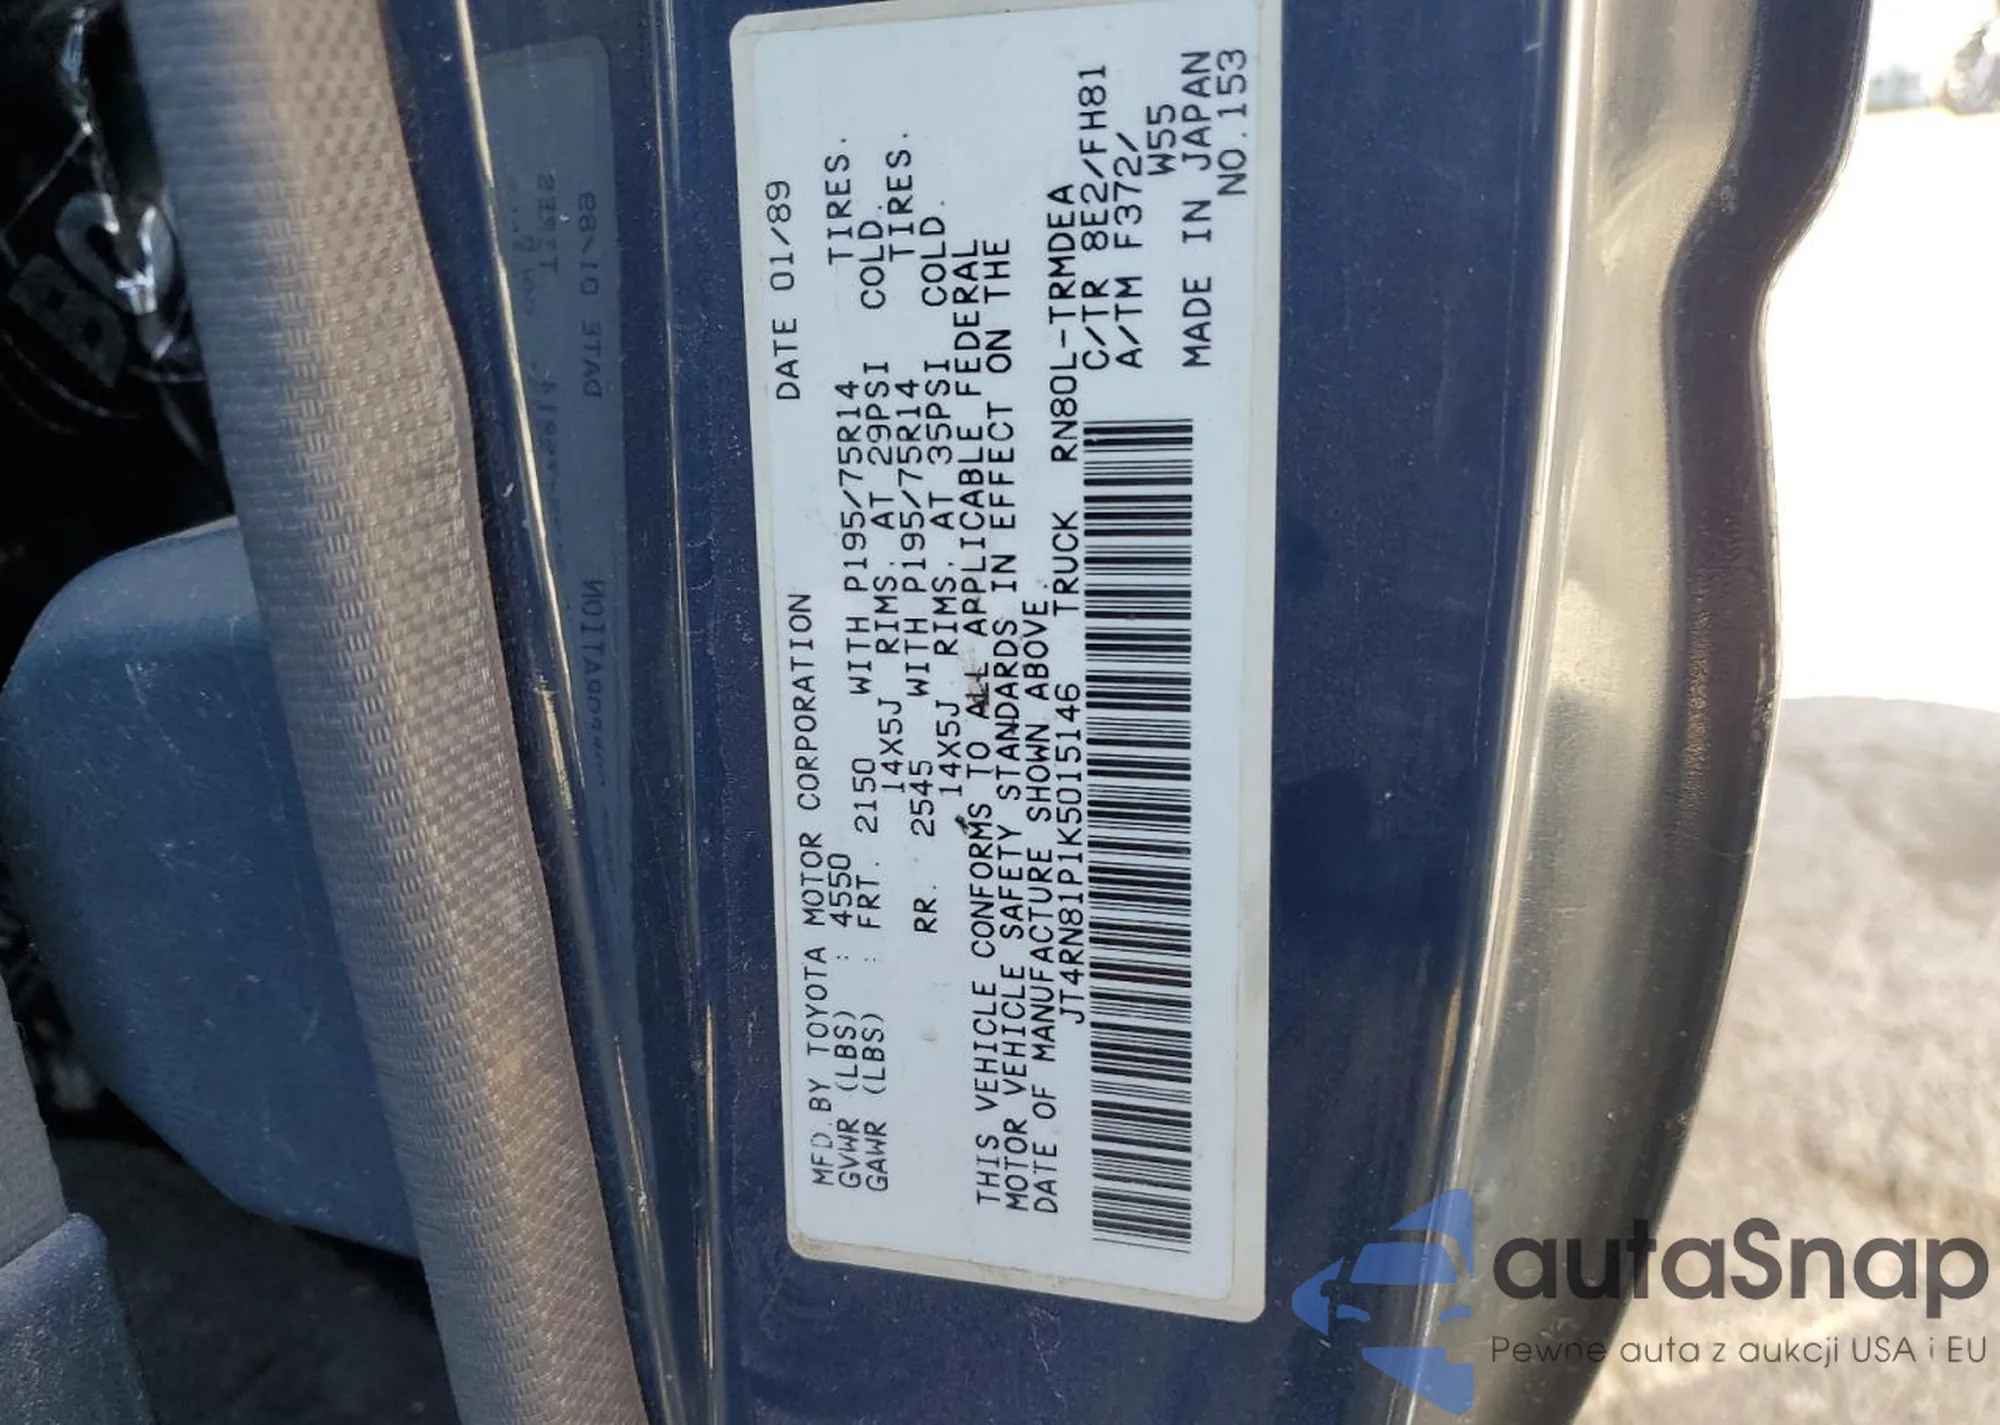 MFD. BY TOYOTA MOTOR CORPORATION DATE 01/89
GVWR (LBS) : 4550
GAWR (LBS) : FRT. 2150 WITH P195/75R14 TIRES.
14X5J RIMS. AT 29PSI COLD.
RR. 2545 WITH P195/75R14 TIRES.
14X5J RIMS. AT 35PSI COLD.
THIS VEHICLE CONFORMS TO ALL APPLICABLE FEDERAL
MOTOR VEHICLE SAFETY STANDARDS IN EFFECT ON THE
DATE OF MANUFACTURE SHOWN ABOVE.
JT4RN81P1K5015146 TRUCK RN80L-TRMDEA
C/TR 8E2/FH81
A/TM F372/
W55
MADE IN JAPAN
NO.153
autaSnap
Pewne auta z aukcji USA i EU